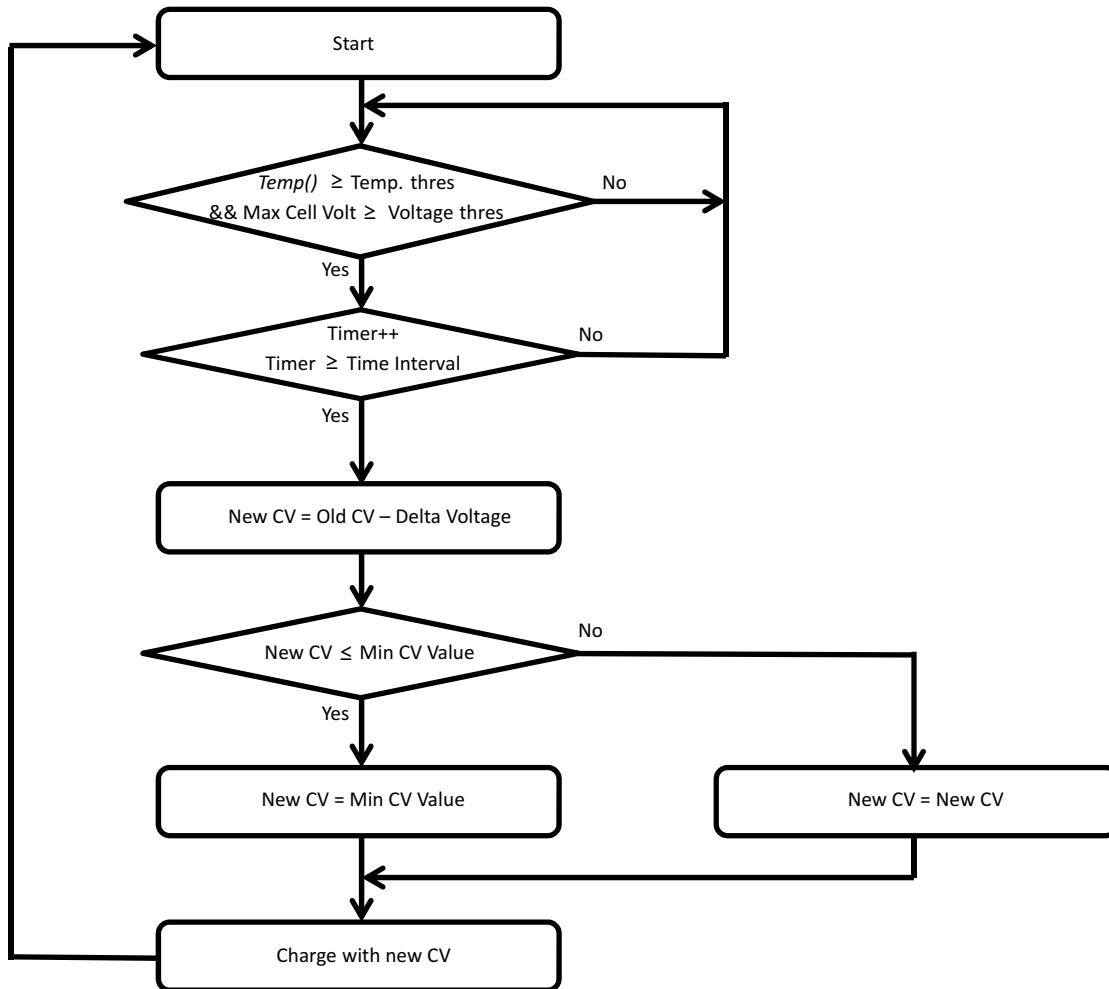 Start
Temp() ≥ Temp. thres
&& Max Cell Volt ≥ Voltage thres
No
Yes
Timer++
Timer ≥ Time Interval
No
Yes
New CV = Old CV – Delta Voltage
New CV ≤ Min CV Value
No
Yes
New CV = Min CV Value
New CV = New CV
Charge with new CV